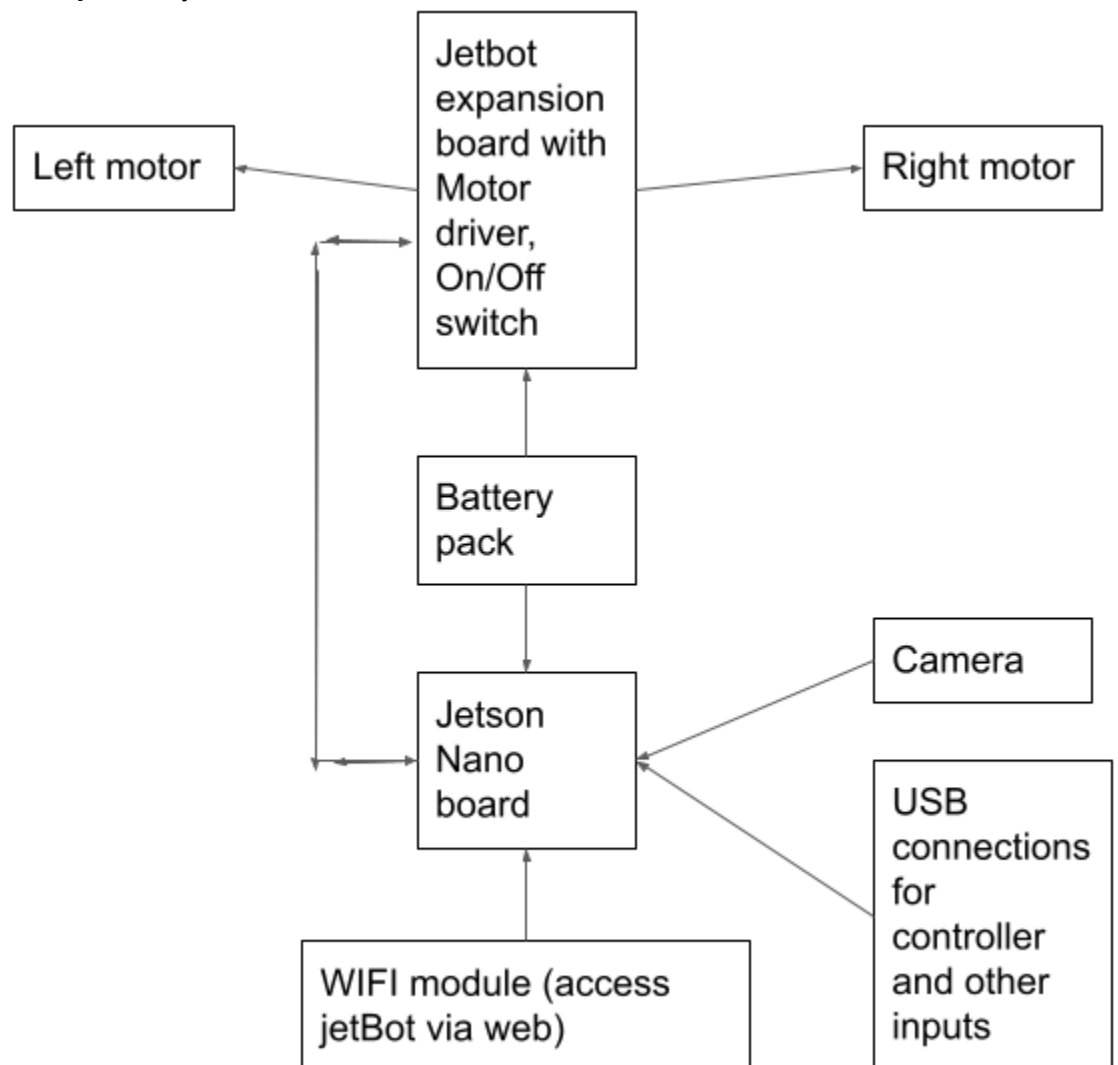 Jetbot
expansion
board with
Motor
driver,
On/Off
switch
Left motor
Right motor
Battery
pack
Camera
Jetson
Nano
board
USB
connections
for
controller
and other
inputs
WIFI module (access
jetBot via web)